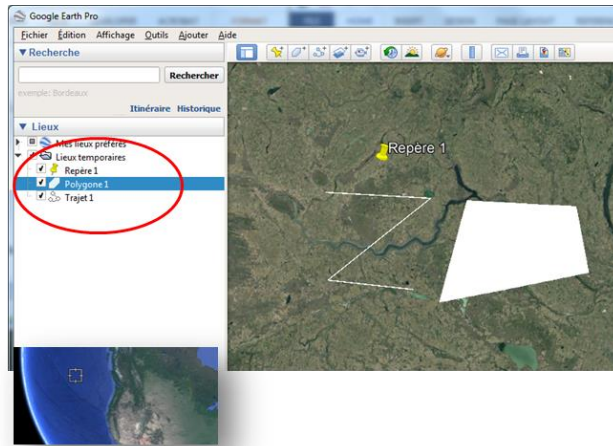 Google Earth Pro
Fichier Édition Affichage Outils Ajouter Aide
▼ Recherche
Rechercher
exemple: Bordeaux
Itinéraire Historique
▼ Lieux
Mes lieux préférés
Lieux temporaires
Repère 1
Polygone 1
Trajet 1
Repère 1